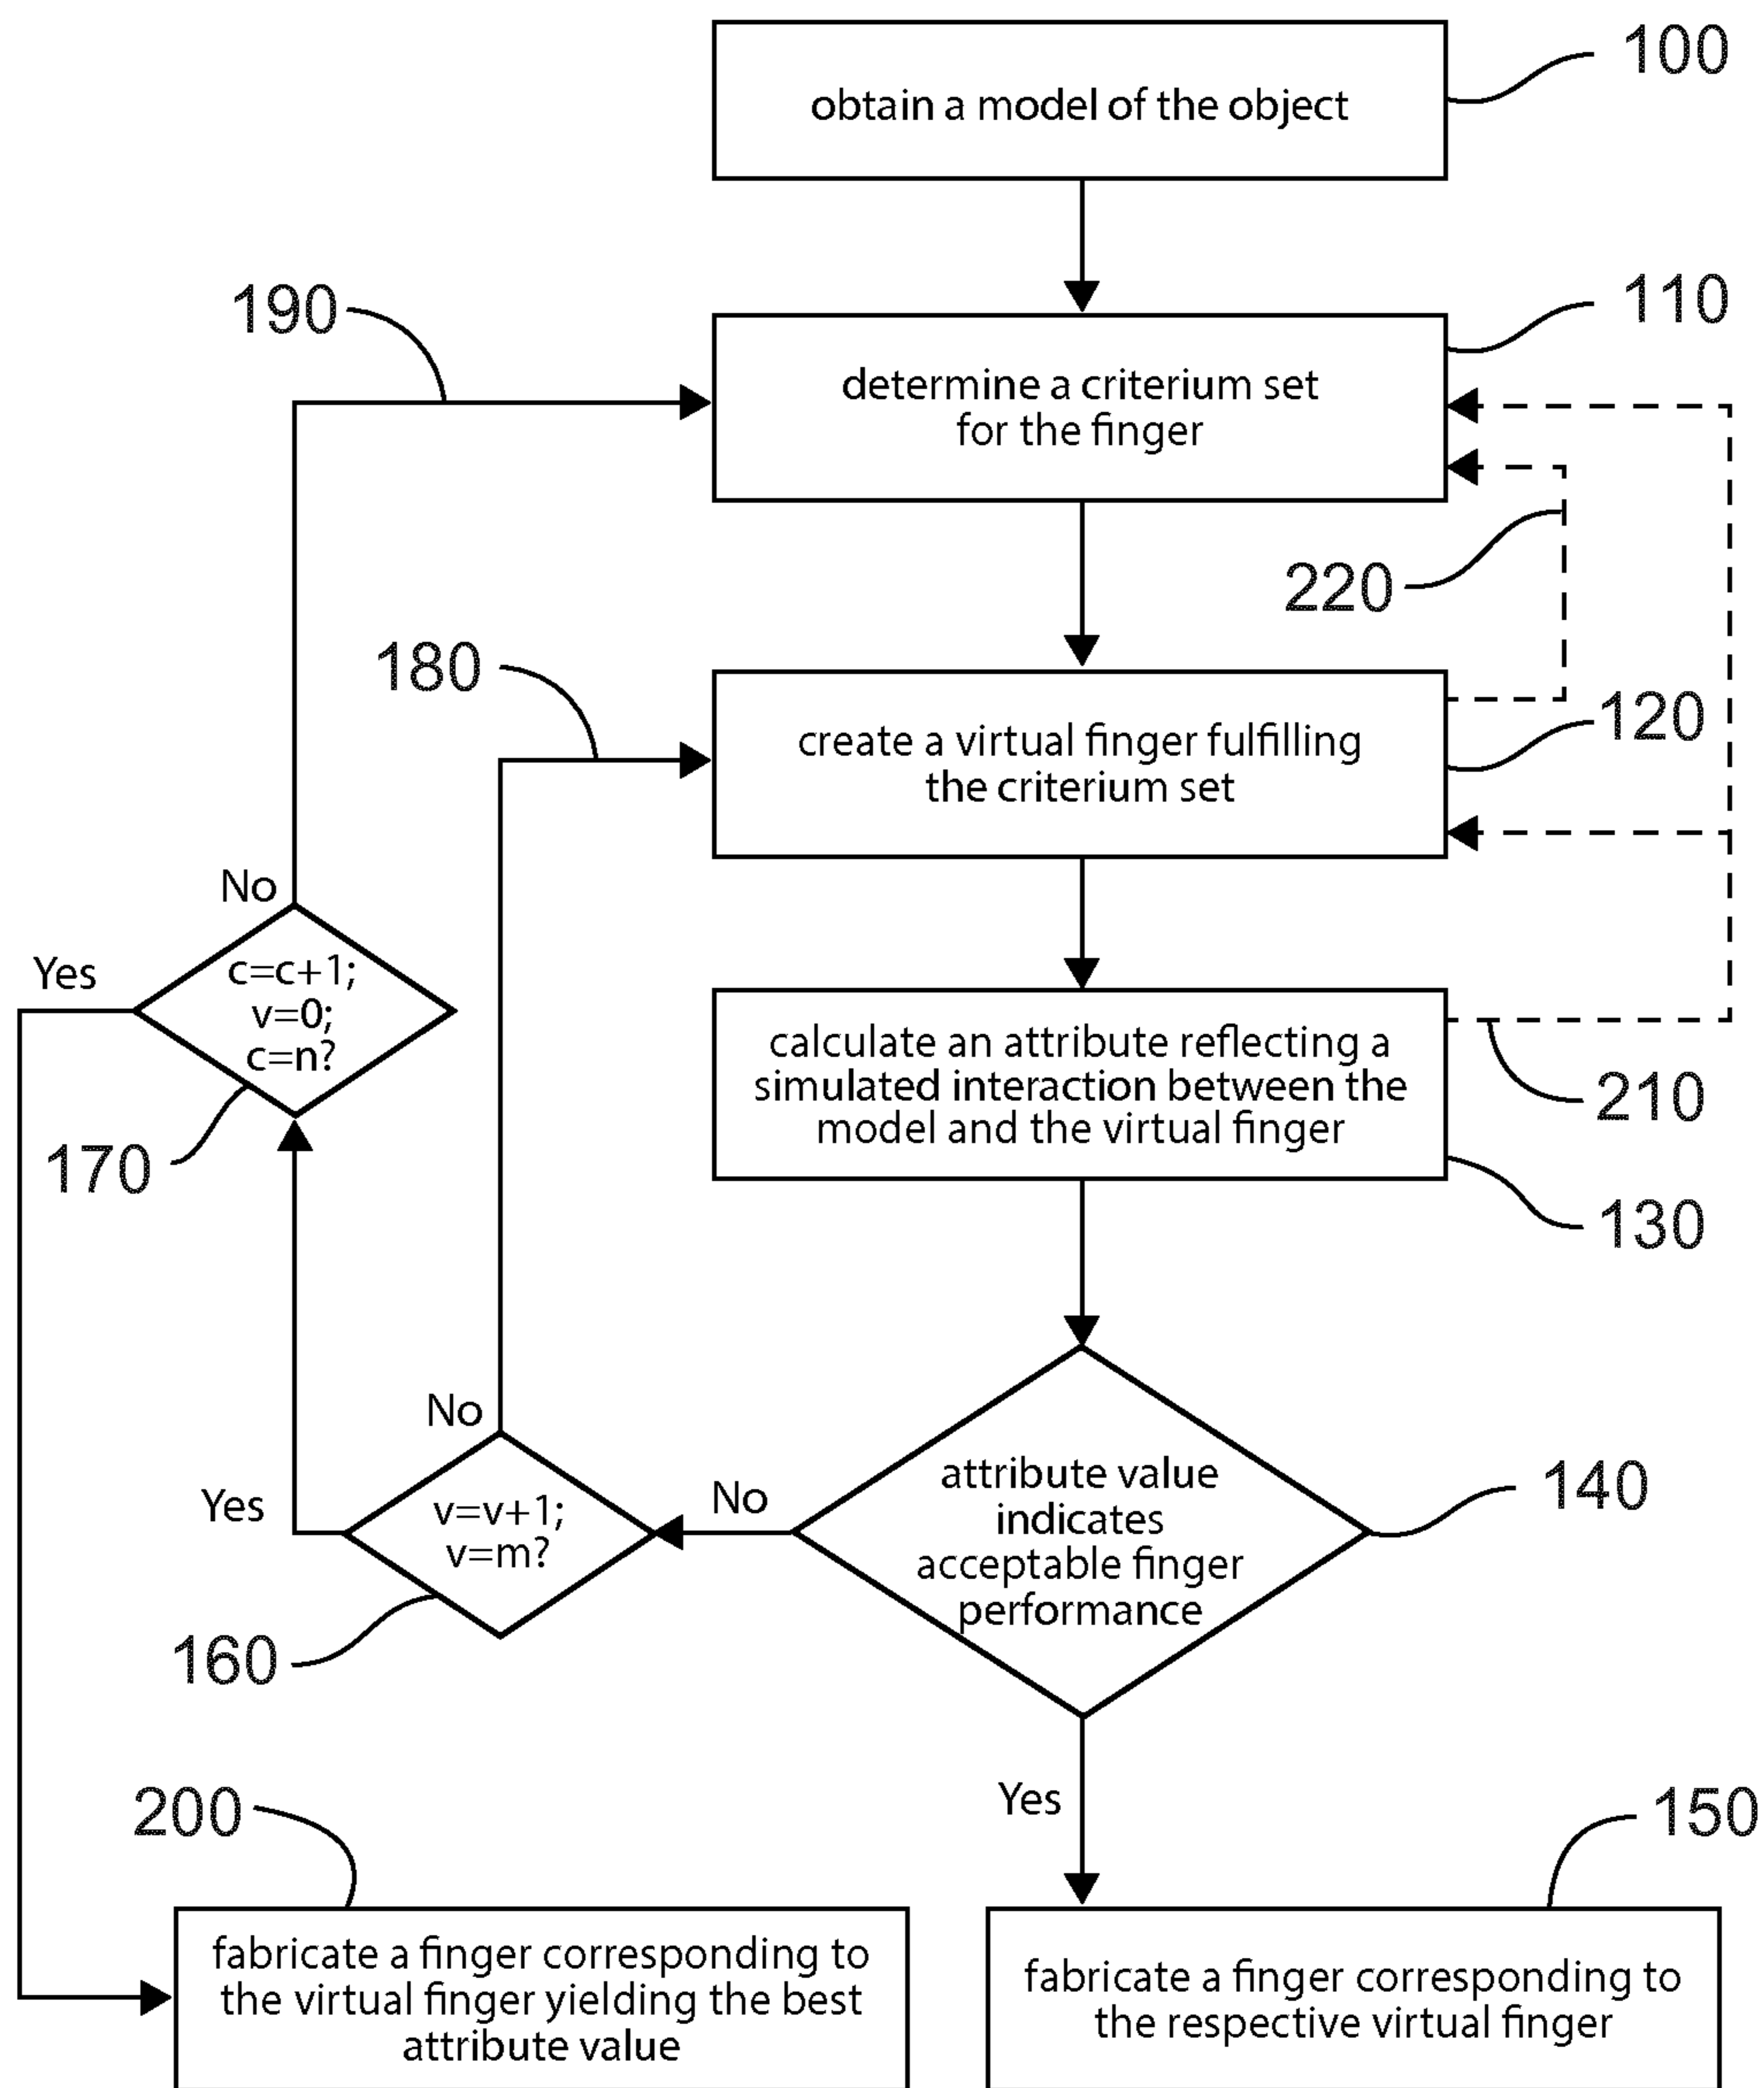 100
obtain a model of the object
190
110
determine a criterium set
for the finger
220
180
120
create a virtual finger fulfilling
the criterium set
No
Yes
c=c+1;
v=0;
c=n?
170
calculate an attribute reflecting a
simulated interaction between the
model and the virtual finger
210
130
No
Yes
v=v+1;
v=m?
160
No
attribute value
indicates
acceptable finger
performance
140
Yes
200
150
fabricate a finger corresponding to
the virtual finger yielding the best
attribute value
fabricate a finger corresponding to
the respective virtual finger